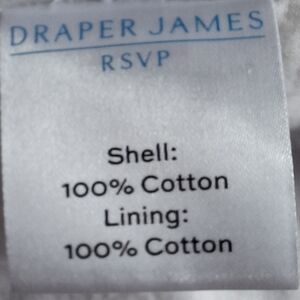 DRAPER JAMES
RSVP
Shell:
100% Cotton
Lining:
100% Cotton